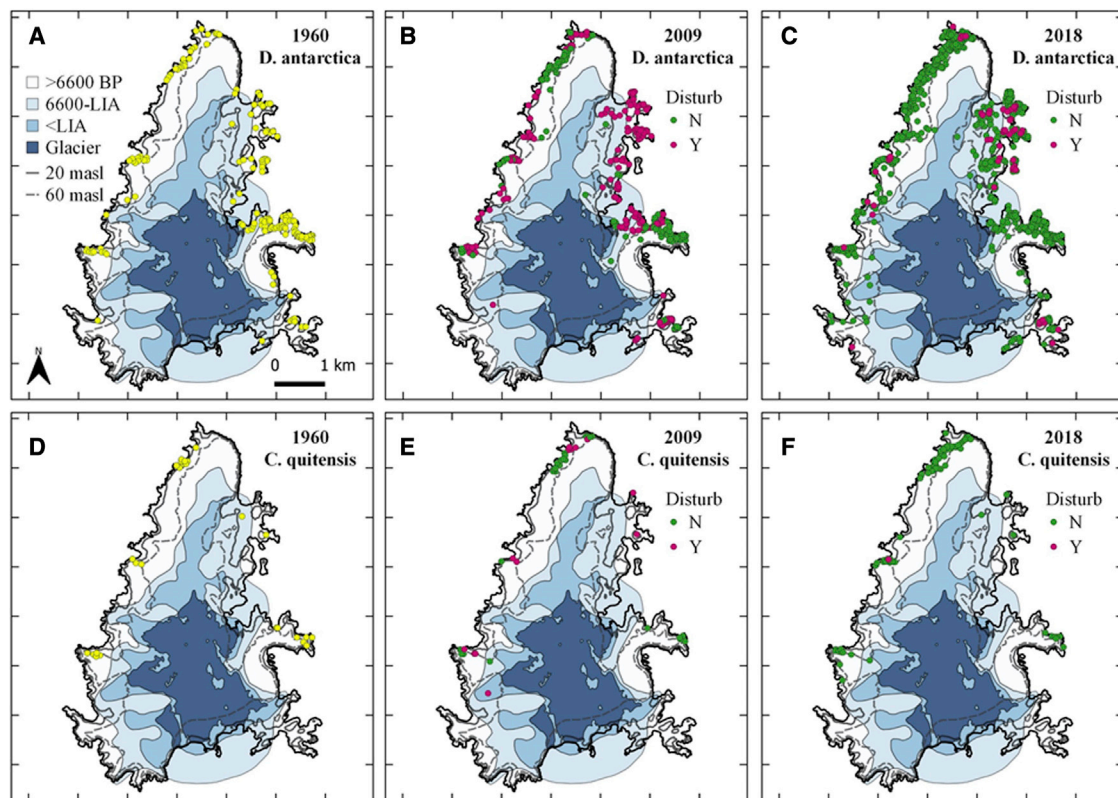 A
1960
D. antarctica
>6600 BP
6600-LIA
<LIA
Glacier
20 masl
60 masl
N
0 1 km
B
2009
D. antarctica
Disturb
N
Y
C
2018
D. antarctica
Disturb
N
Y
D
1960
C. quitensis
E
2009
C. quitensis
Disturb
N
Y
F
2018
C. quitensis
Disturb
N
Y